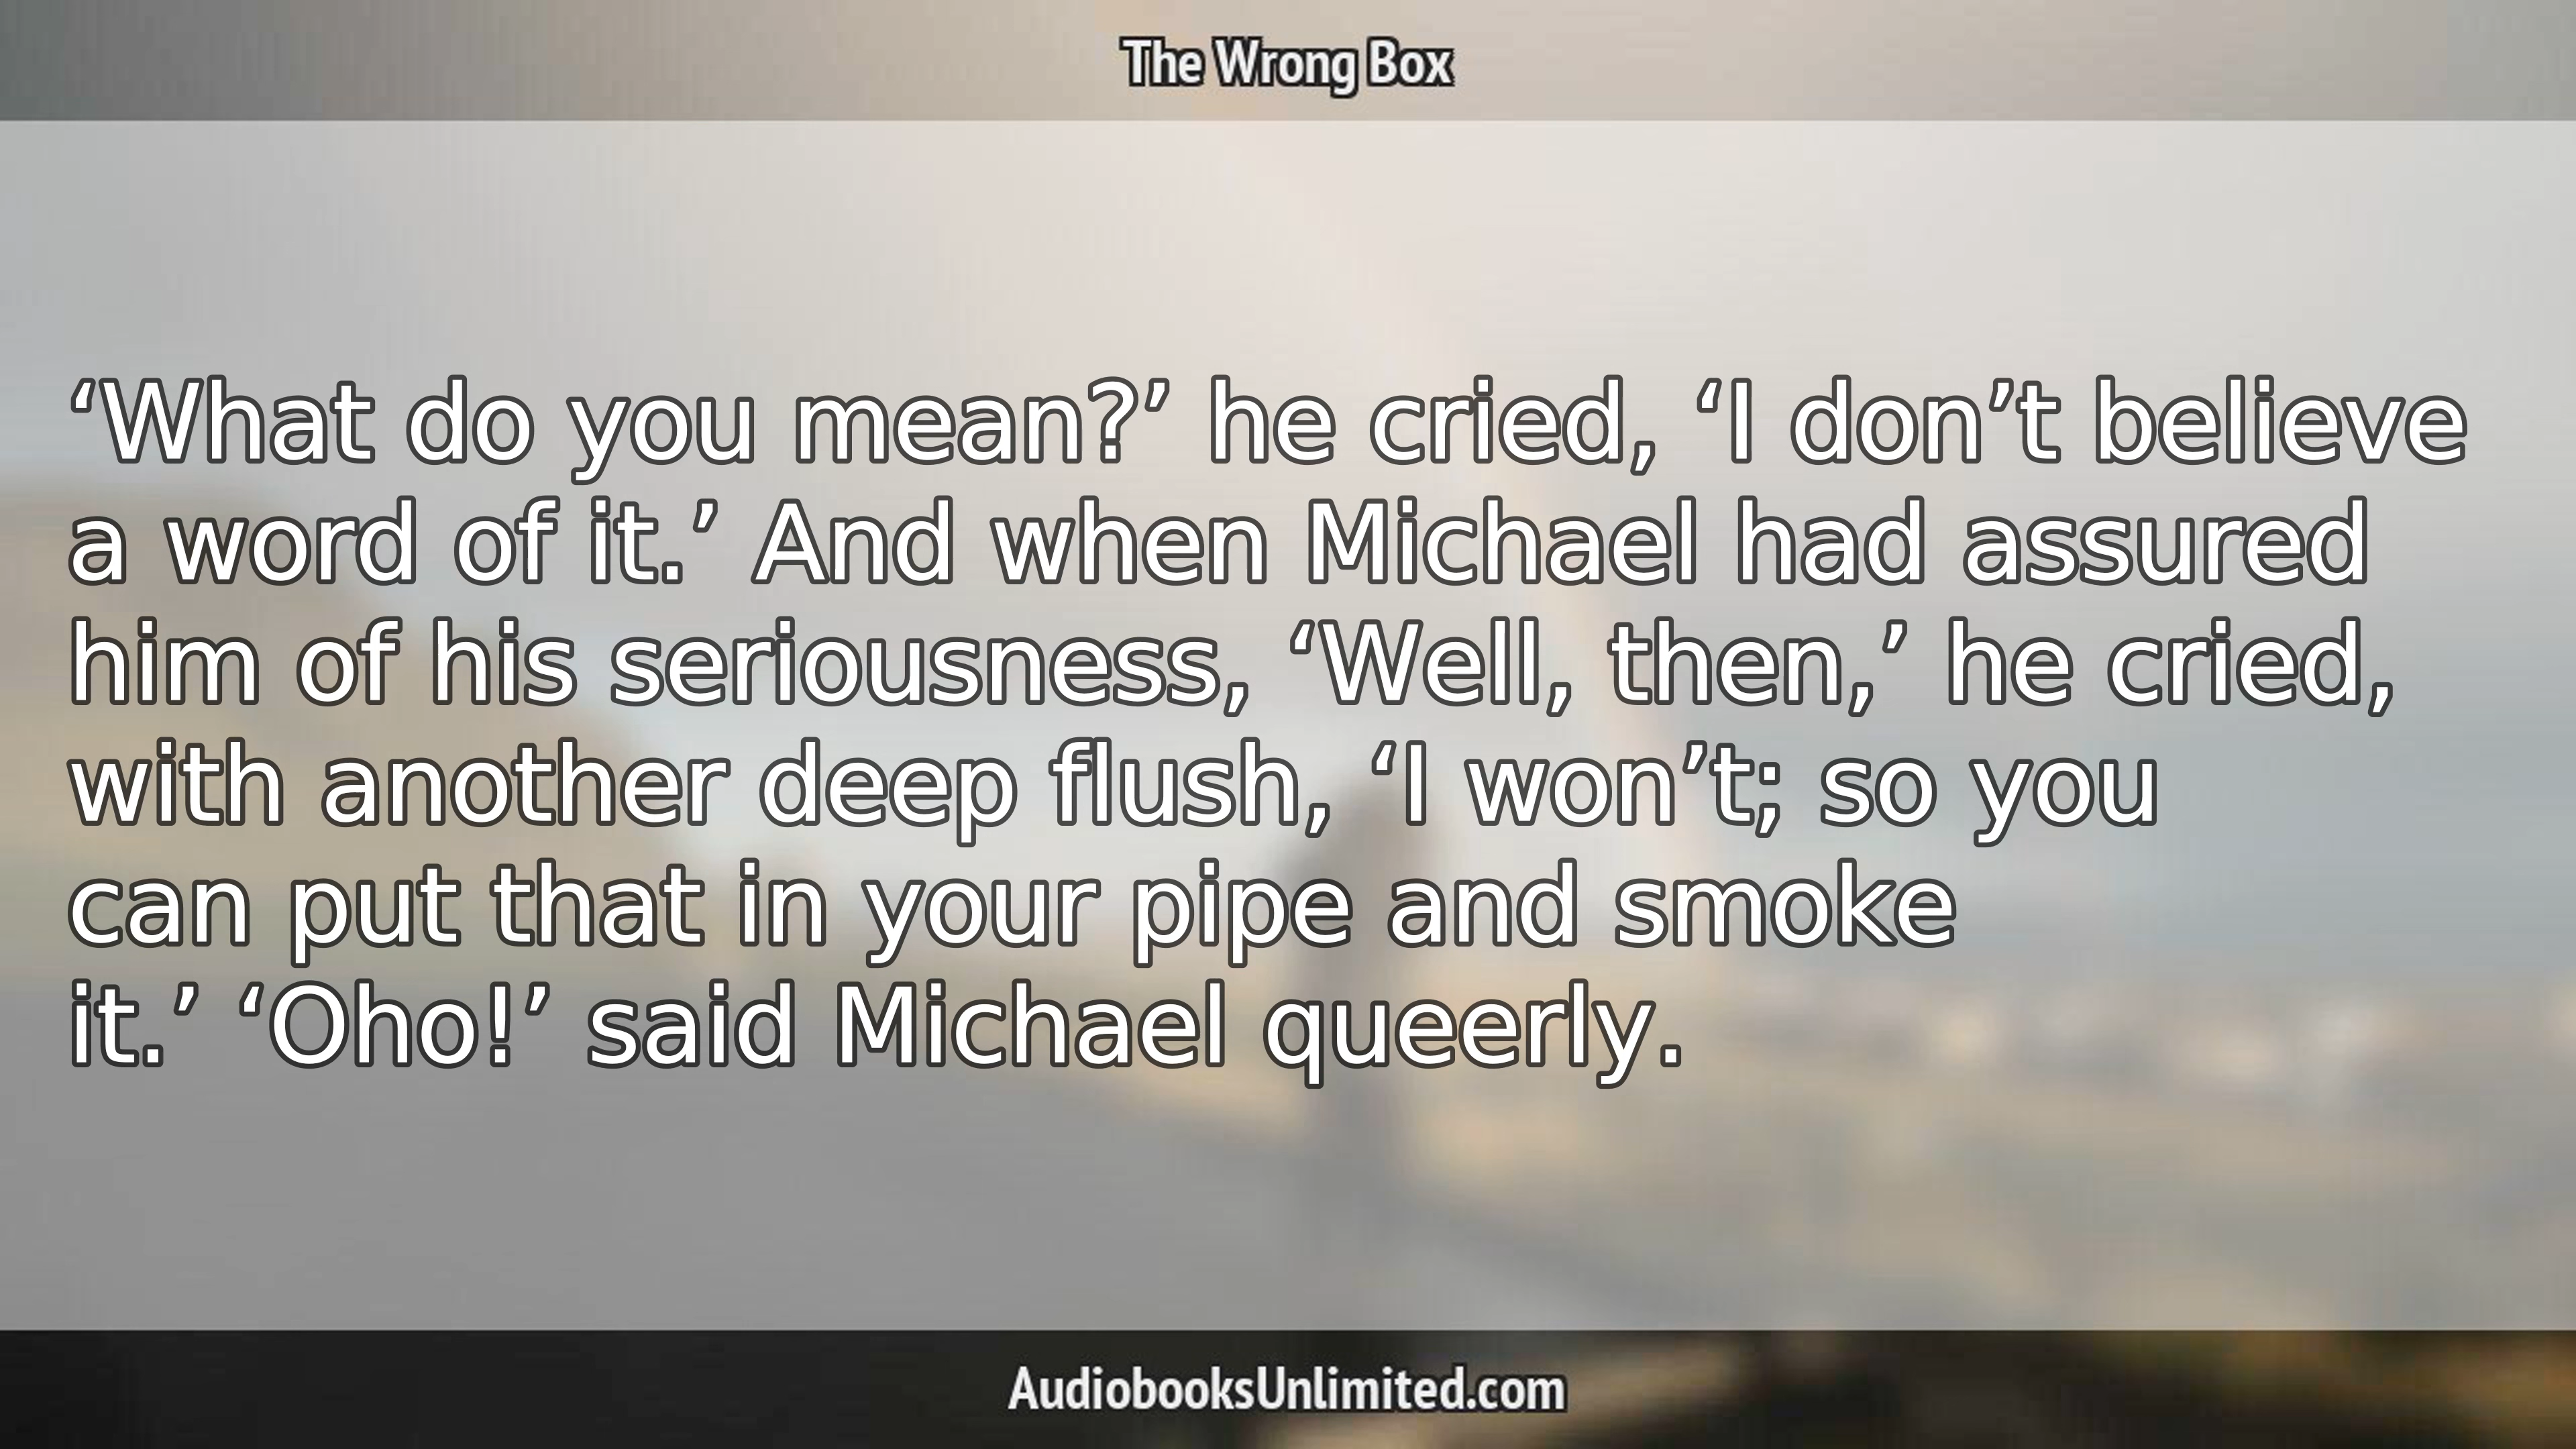 The Wrong Box
‘What do you mean?’ he cried, ‘I don’t believe
a word of it.’ And when Michael had assured
him of his seriousness, ‘Well, then,’ he cried,
with another deep flush, ‘I won’t; so you
can put that in your pipe and smoke
it.’ ‘Oho!’ said Michael queerly.
AudiobooksUnlimited.com